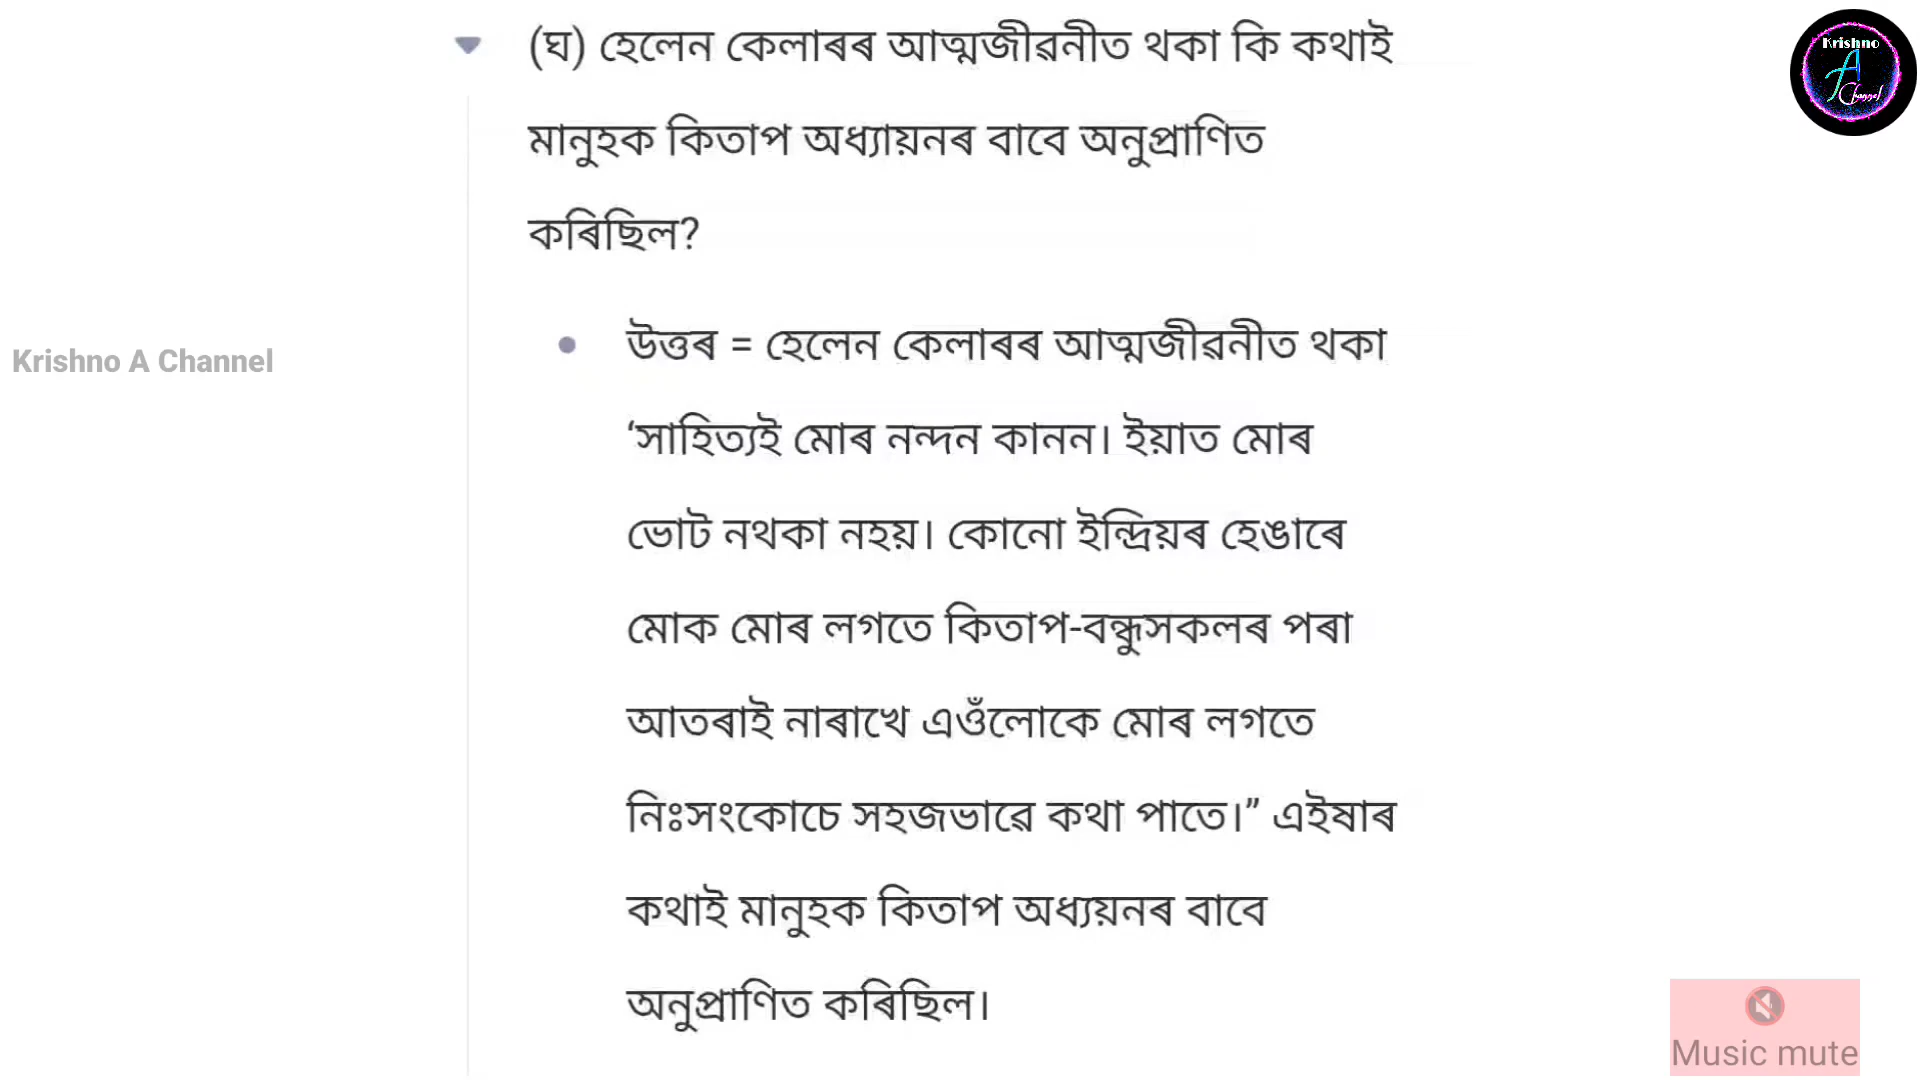 (ঘ) হেলেন কেলাৰৰ আত্মজীৱনীত থকা কি কথাই
মানুহক কিতাপ অধ্যায়নৰ বাবে অনুপ্ৰাণিত
কৰিছিল?
উত্তৰ = হেলেন কেলাৰৰ আত্মজীৱনীত থকা
‘সাহিত্যই মোৰ নন্দন কানন। ইয়াত মোৰ
ভোট নথকা নহয়। কোনো ইন্দ্ৰিয়ৰ হেঙাৰে
মোক মোৰ লগতে কিতাপ-বন্ধুসকলৰ পৰা
আতৰাই নাৰাখে এওঁলোকে মোৰ লগতে
নিঃসংকোচে সহজভাৱে কথা পাতে।” এইষাৰ
কথাই মানুহক কিতাপ অধ্যয়নৰ বাবে
অনুপ্ৰাণিত কৰিছিল।
Krishno A Channel
Krishno
A
Channel
Music mute